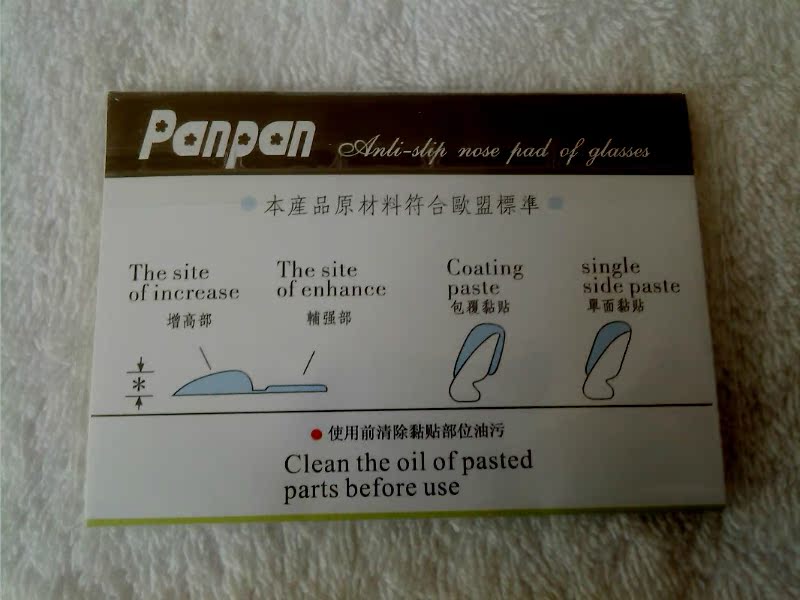 Panpan Anti-slip nose pad of glasses
本產品原材料符合歐盟標準
The site
of increase
增高部
The site
of enhance
輔强部
Coating
paste
包覆黏貼
single
side paste
單面黏貼
*
使用前清除黏贴部位油污
Clean the oil of pasted
parts before use